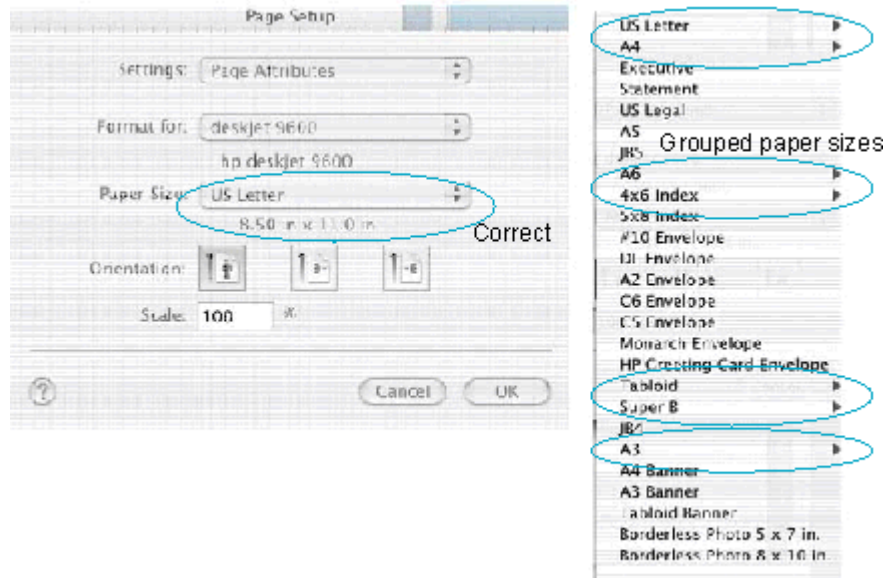 Page Setup
Settings: Page Attributes
Format for: deskjet 9600
hp deskjet 9600
Paper Size: US Letter
8.50 in x 11.0 in
Correct
Orientation:
Scale: 100 %
?
Cancel OK
US Letter
A4
Executive
Statement
US Legal
A5
JB5
Grouped paper sizes
A6
4x6 Index
5x8 Index
#10 Envelope
DL Envelope
A2 Envelope
C6 Envelope
C5 Envelope
Monarch Envelope
HP Greeting Card Envelope
Tabloid
Super B
JB4
A3
A4 Banner
A3 Banner
Tabloid Banner
Borderless Photo 5 x 7 in.
Borderless Photo 8 x 10 in.